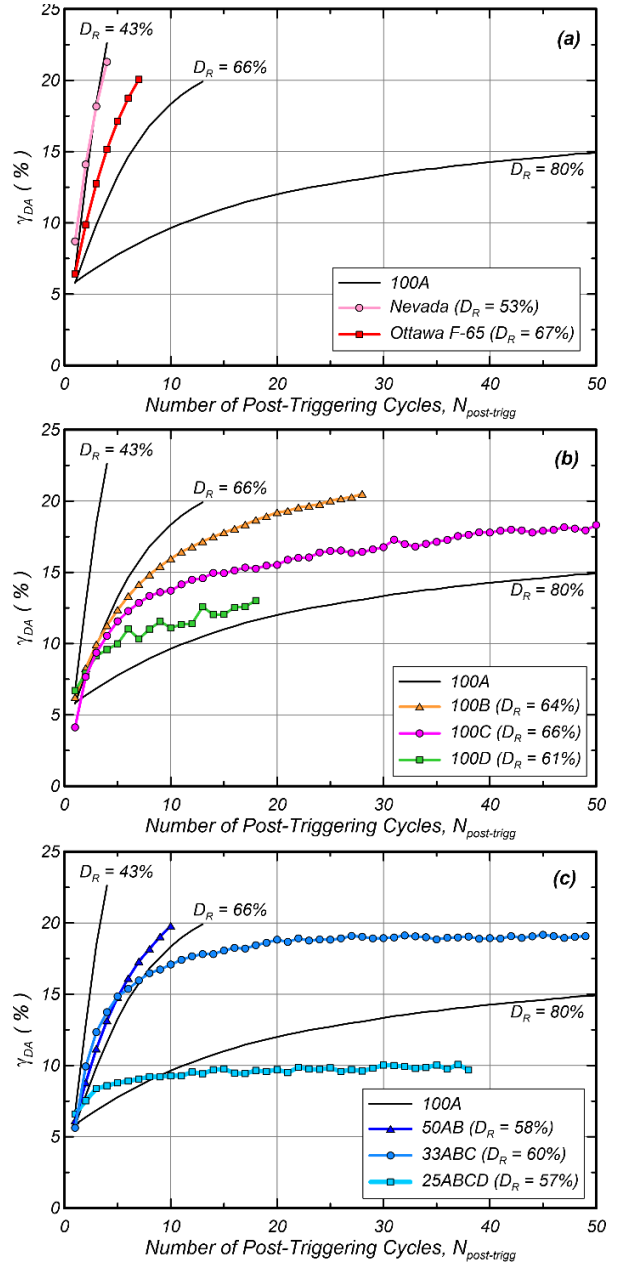 D_R = 43%
(a)
25
D_R = 66%
20
15
D_R = 80%
10
5
0
γ_DA ( % )
100A
Nevada (D_R = 53%)
Ottawa F-65 (D_R = 67%)
0 10 20 30 40 50
Number of Post-Triggering Cycles, N_post-trigg
25
D_R = 43%
(b)
D_R = 66%
20
15
D_R = 80%
10
5
0
γ_DA ( % )
100A
100B (D_R = 64%)
100C (D_R = 66%)
100D (D_R = 61%)
0 10 20 30 40 50
Number of Post-Triggering Cycles, N_post-trigg
25
D_R = 43%
(c)
D_R = 66%
20
15
D_R = 80%
10
5
0
γ_DA ( % )
100A
50AB (D_R = 58%)
33ABC (D_R = 60%)
25ABCD (D_R = 57%)
0 10 20 30 40 50
Number of Post-Triggering Cycles, N_post-trigg